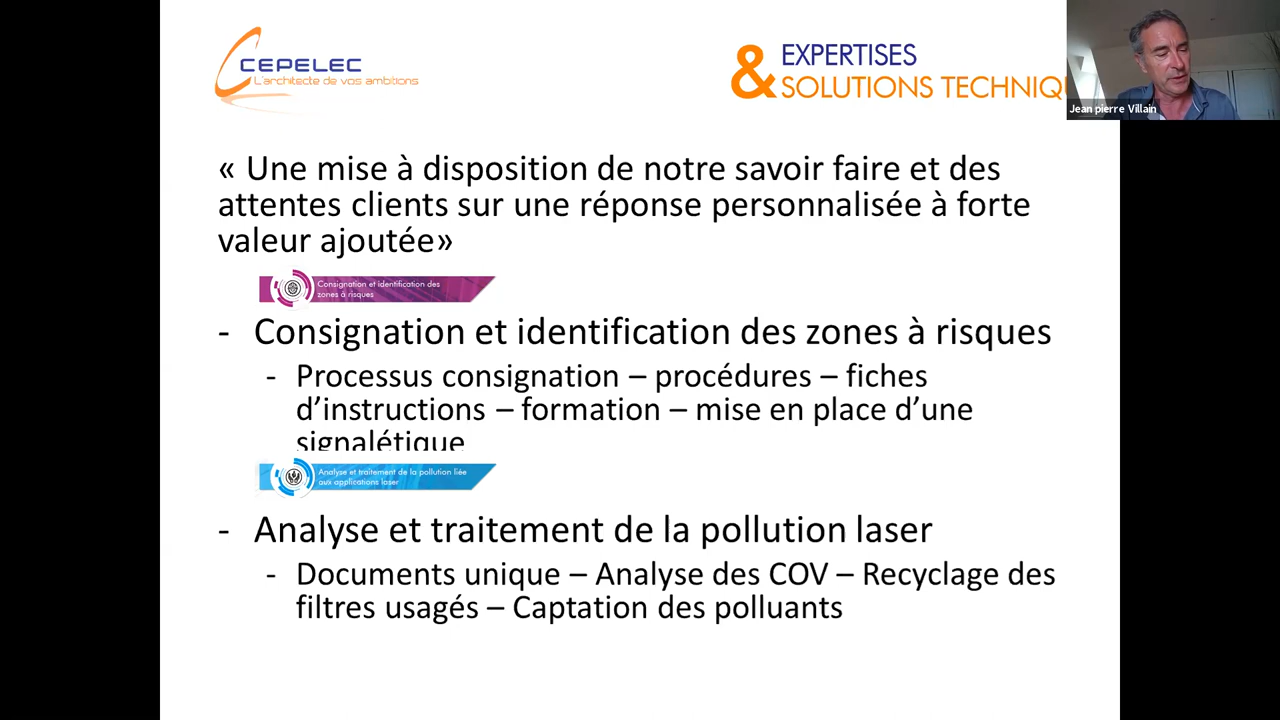 CEPELEC
L'architecte de vos ambitions
EXPERTISES
& SOLUTIONS TECHNIQU
Jean pierre Villain
« Une mise à disposition de notre savoir faire et des
attentes clients sur une réponse personnalisée à forte
valeur ajoutée»
Consignation et identification des
zones à risques
- Consignation et identification des zones à risques
- Processus consignation – procédures – fiches
d’instructions – formation – mise en place d’une
signalétique
Analyse et traitement de la pollution liée
aux applications laser
- Analyse et traitement de la pollution laser
- Documents unique – Analyse des COV – Recyclage des
filtres usagés – Captation des polluants